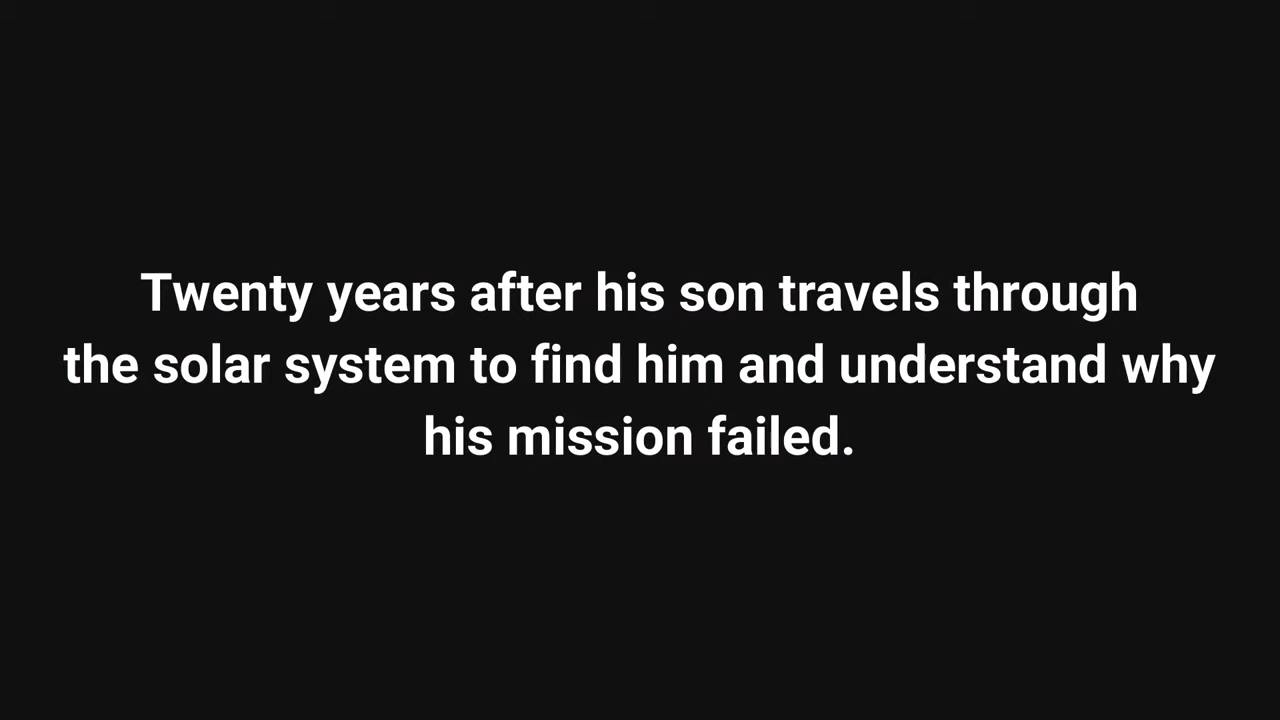 Twenty years after his son travels through
the solar system to find him and understand why
his mission failed.